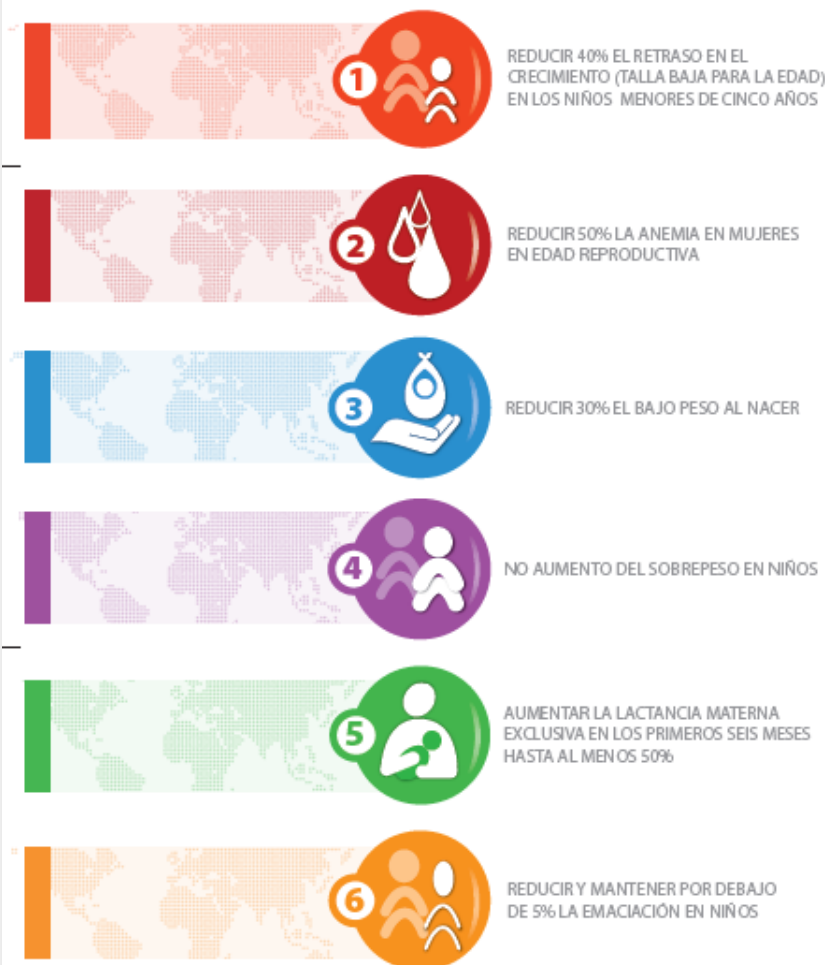 1
REDUCIR 40% EL RETRASO EN EL
CRECIMIENTO (TALLA BAJA PARA LA EDAD)
EN LOS NIÑOS MENORES DE CINCO AÑOS
2
REDUCIR 50% LA ANEMIA EN MUJERES
EN EDAD REPRODUCTIVA
3
REDUCIR 30% EL BAJO PESO AL NACER
4
NO AUMENTO DEL SOBREPESO EN NIÑOS
5
AUMENTAR LA LACTANCIA MATERNA
EXCLUSIVA EN LOS PRIMEROS SEIS MESES
HASTA AL MENOS 50%
6
REDUCIR Y MANTENER POR DEBAJO
DE 5% LA EMACIACIÓN EN NIÑOS